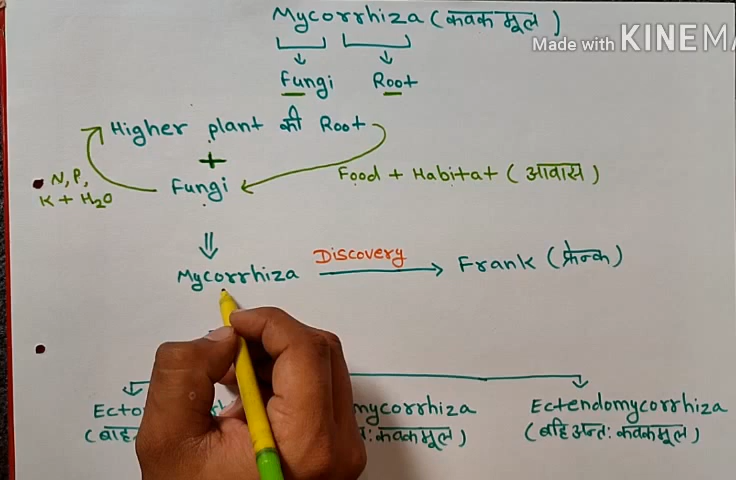 Mycorrhiza (कवक मूल)
Made with KINEMA
Fungi Root
Higher plant की Root
+
N, P,
K + H2O
Fungi
Food + Habitat (आवास)
Mycorrhiza Discovery Frank (फ्रेन्क)
mycorrhiza Ectendomycorrhiza
कवकमूल) (बहि अन्त: कवकमूल)